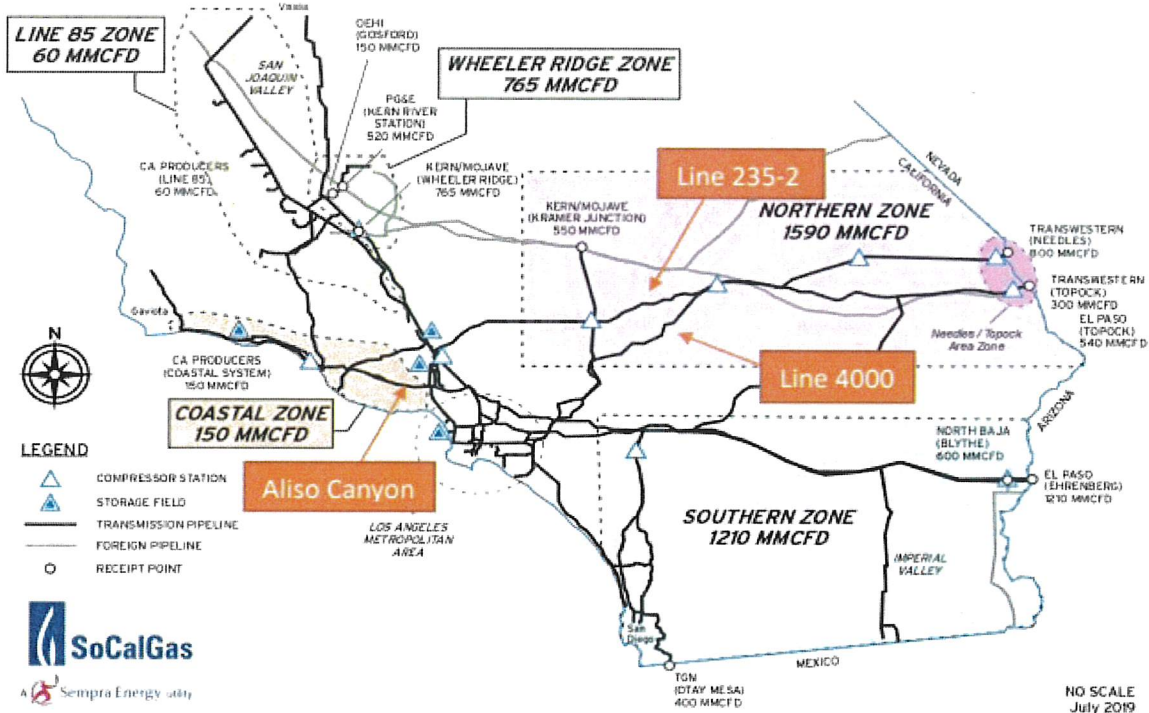 Visalia
LINE 85 ZONE
60 MMCFD
OEHI
(GOSFORD)
150 MMCFD
SAN
JOAQUIN
VALLEY
WHEELER RIDGE ZONE
765 MMCFD
PG&E
(KERN RIVER
STATION)
520 MMCFD
CA PRODUCERS
(LINE 85)
60 MMCFD
KERN/MOJAVE
(WHEELER RIDGE)
765 MMCFD
Line 235-2
NEVADA
CALIFORNIA
KERN/MOJAVE
(KRAMER JUNCTION)
550 MMCFD
NORTHERN ZONE
1590 MMCFD
TRANSWESTERN
(NEEDLES)
800 MMCFD
TRANSWESTERN
(TOPOCK)
300 MMCFD
EL PASO
(TOPOCK)
540 MMCFD
Needles / Topock
Area Zone
Gaviota
N
CA PRODUCERS
(COASTAL SYSTEM)
150 MMCFD
Line 4000
COASTAL ZONE
150 MMCFD
ARIZONA
NORTH BAJA
(BLYTHE)
600 MMCFD
EL PASO
(EHRENBERG)
1210 MMCFD
Aliso Canyon
LEGEND
COMPRESSOR STATION
STORAGE FIELD
TRANSMISSION PIPELINE
FOREIGN PIPELINE
RECEIPT POINT
LOS ANGELES
METROPOLITAN
AREA
SOUTHERN ZONE
1210 MMCFD
IMPERIAL
VALLEY
San
Diego
MEXICO
TGN
(OTAY MESA)
400 MMCFD
SoCalGas
A Sempra Energy utility
NO SCALE
July 2019